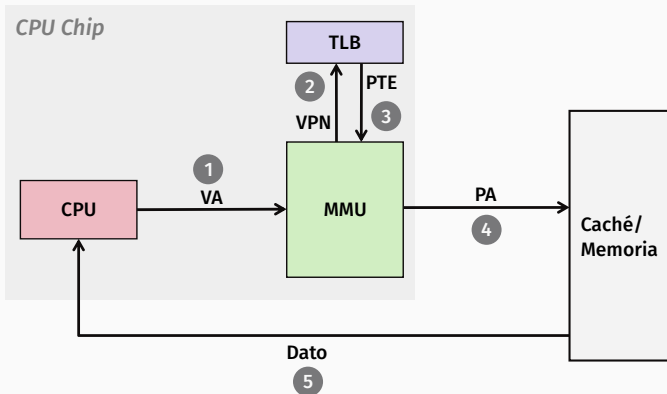 CPU Chip
TLB
2
PTE
VPN
3
1
VA
CPU
MMU
PA
4
Caché/
Memoria
Dato
5